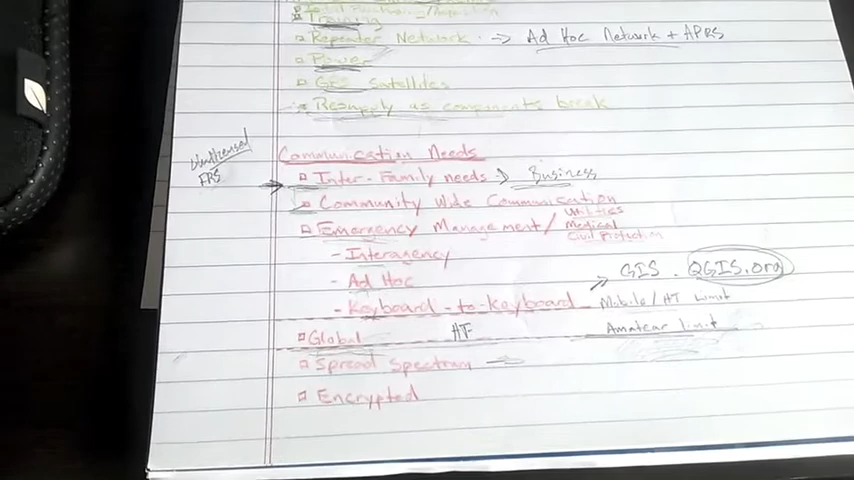 Training
Repeater Network -> Ad Hoc Network + APRS
Power
Geo Satellites
Resupply as components break
Unlicensed
FRS
Communication Needs
Inter-Family needs -> Business
Community Wide Communication
Emergency Management/ Utilities
Medical
Civil Protection
- Interagency
- Ad Hoc
GIS. QGIS.org
- Keyboard-to-Keyboard
Mobile/HT Limit
Global
HT
Amateur limit
Spread Spectrum
Encrypted